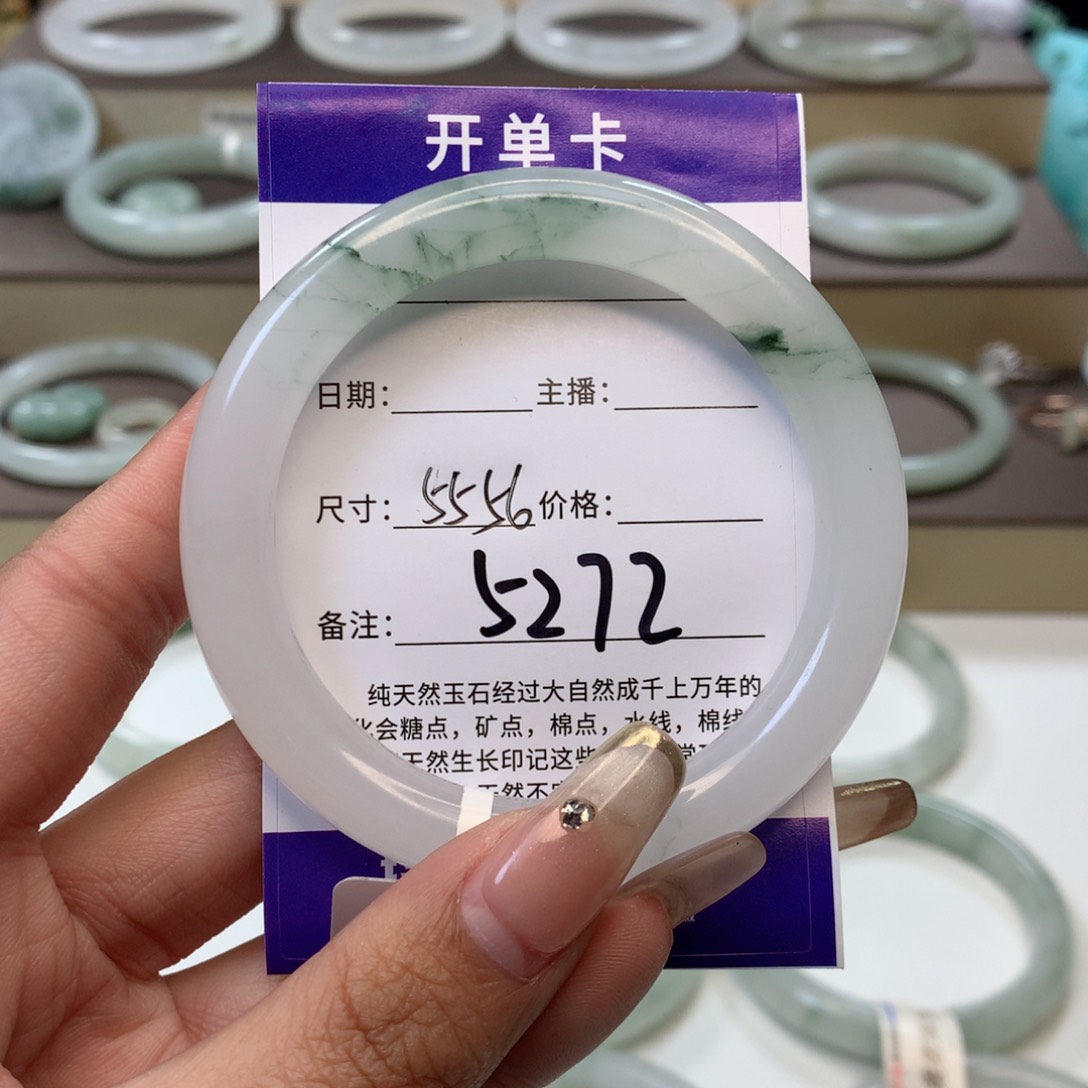 开单卡
日期： 主播：
尺寸：5556 价格：
5272
备注：
纯天然玉石经过大自然成千上万年的
会糖点，矿点，棉点，水线，棉线
天然生长印记这些
天然不